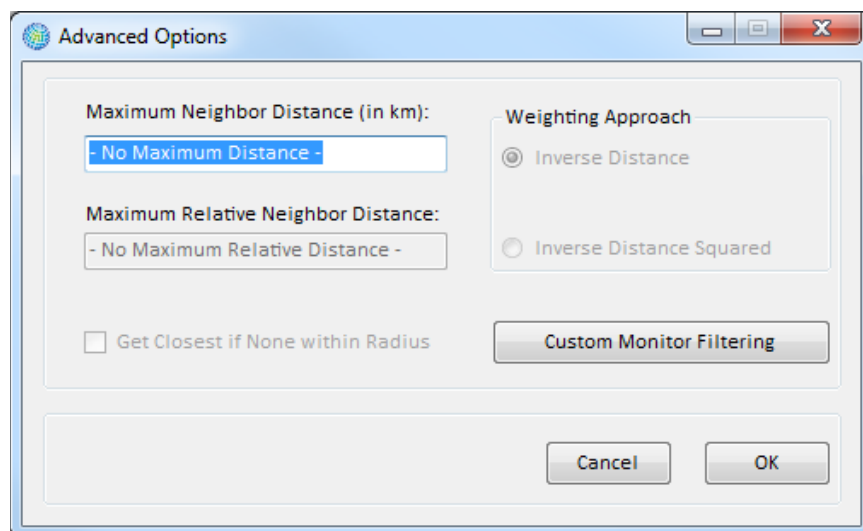 Advanced Options
Maximum Neighbor Distance (in km):
- No Maximum Distance -
Maximum Relative Neighbor Distance:
- No Maximum Relative Distance -
Get Closest if None within Radius
Weighting Approach
Inverse Distance
Inverse Distance Squared
Custom Monitor Filtering
Cancel
OK